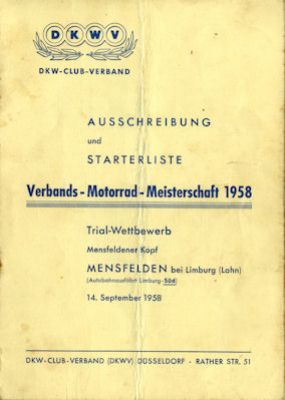 DKWV
DKW-CLUB-VERBAND
AUSSCHREIBUNG
und
STARTERLISTE
Verbands - Motorrad - Meisterschaft 1958
Trial-Wettbewerb
Mensfeldener Kopf
MENSFELDEN bei Limburg (Lahn)
(Autobahnausfahrt Limburg-Süd)
14. September 1958
DKW-CLUB-VERBAND (DKWV) DÜSSELDORF - RATHER STR. 51